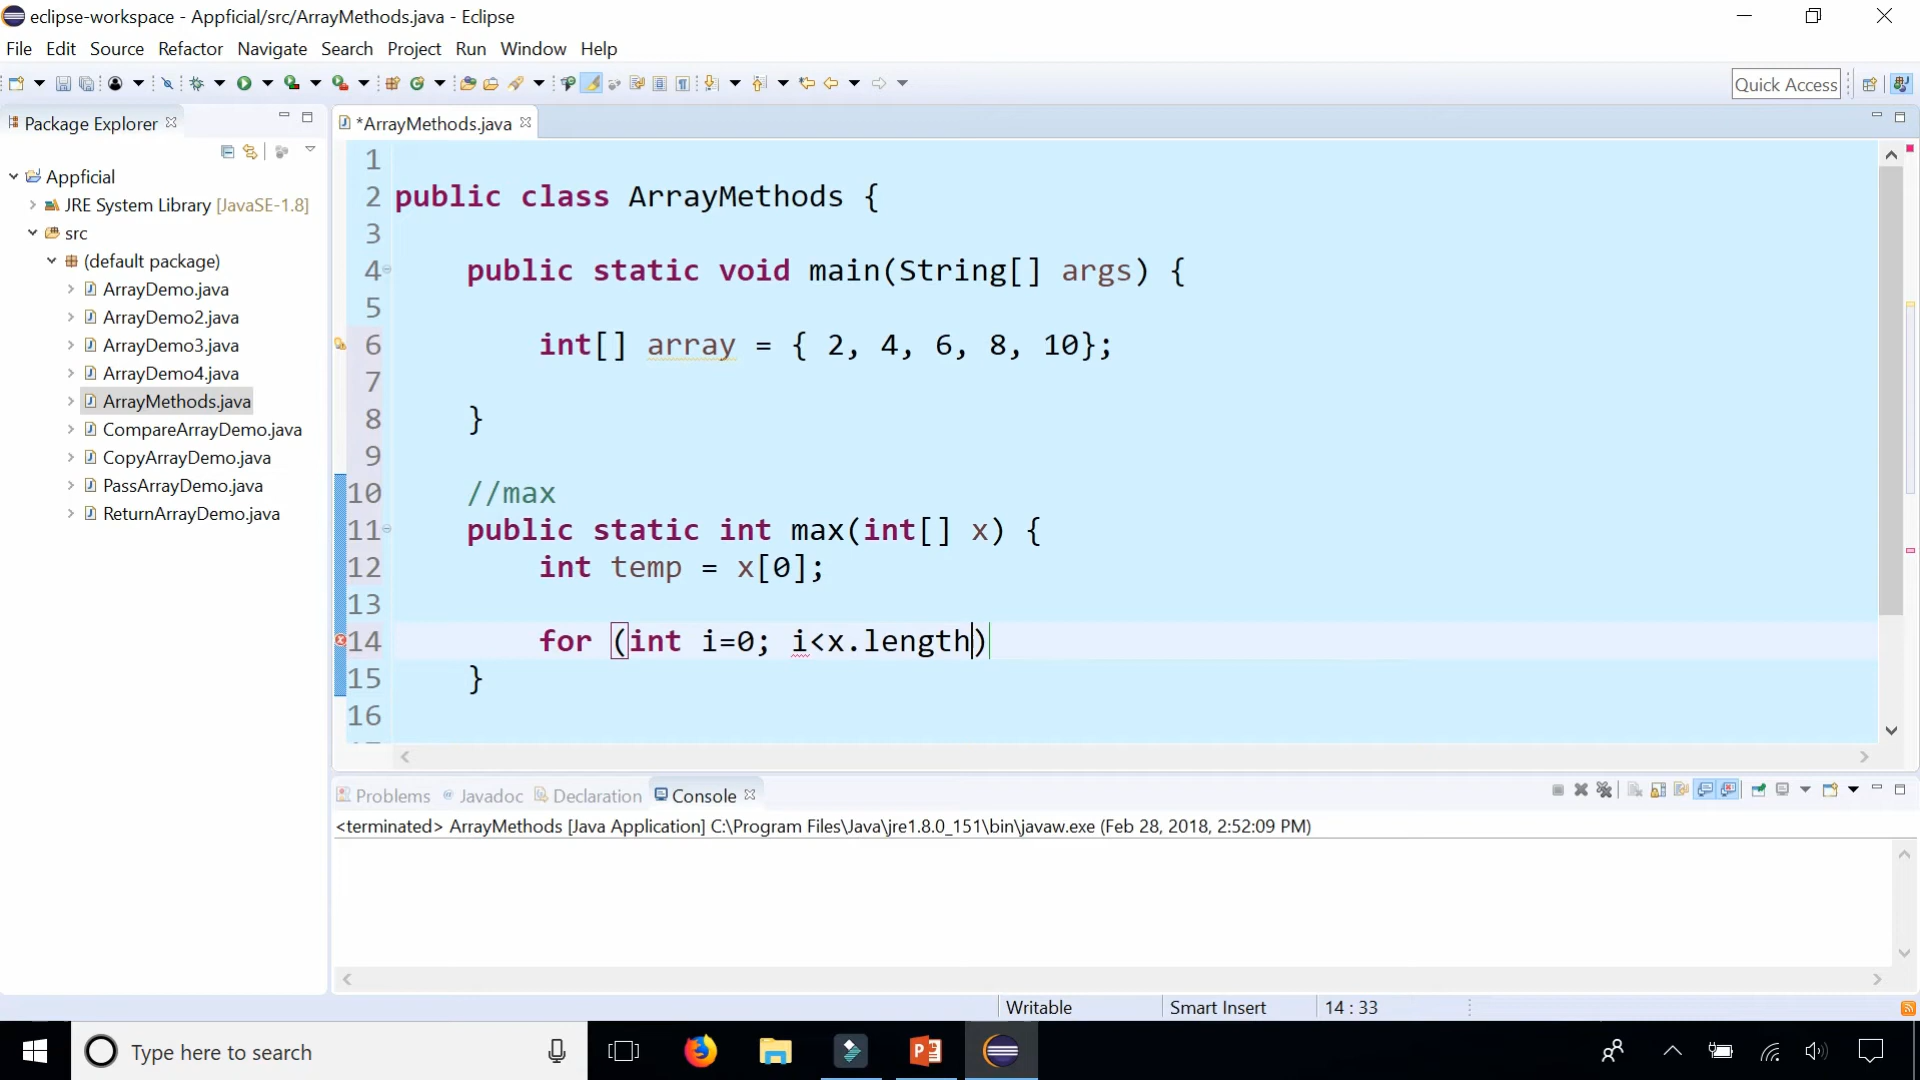 eclipse-workspace - Appficial/src/ArrayMethods.java - Eclipse
File Edit Source Refactor Navigate Search Project Run Window Help
Quick Access
Package Explorer
*ArrayMethods.java
Appficial
JRE System Library [JavaSE-1.8]
src
(default package)
ArrayDemo.java
ArrayDemo2.java
ArrayDemo3.java
ArrayDemo4.java
ArrayMethods.java
CompareArrayDemo.java
CopyArrayDemo.java
PassArrayDemo.java
ReturnArrayDemo.java
1
2 public class ArrayMethods {
3
4 public static void main(String[] args) {
5
6 int[] array = { 2, 4, 6, 8, 10};
7
8 }
9
10 //max
11 public static int max(int[] x) {
12 int temp = x[0];
13
14 for (int i=0; i<x.length)
15 }
16
Problems Javadoc Declaration Console
<terminated> ArrayMethods [Java Application] C:\Program Files\Java\jre1.8.0_151\bin\javaw.exe (Feb 28, 2018, 2:52:09 PM)
Writable Smart Insert 14 : 33
Type here to search